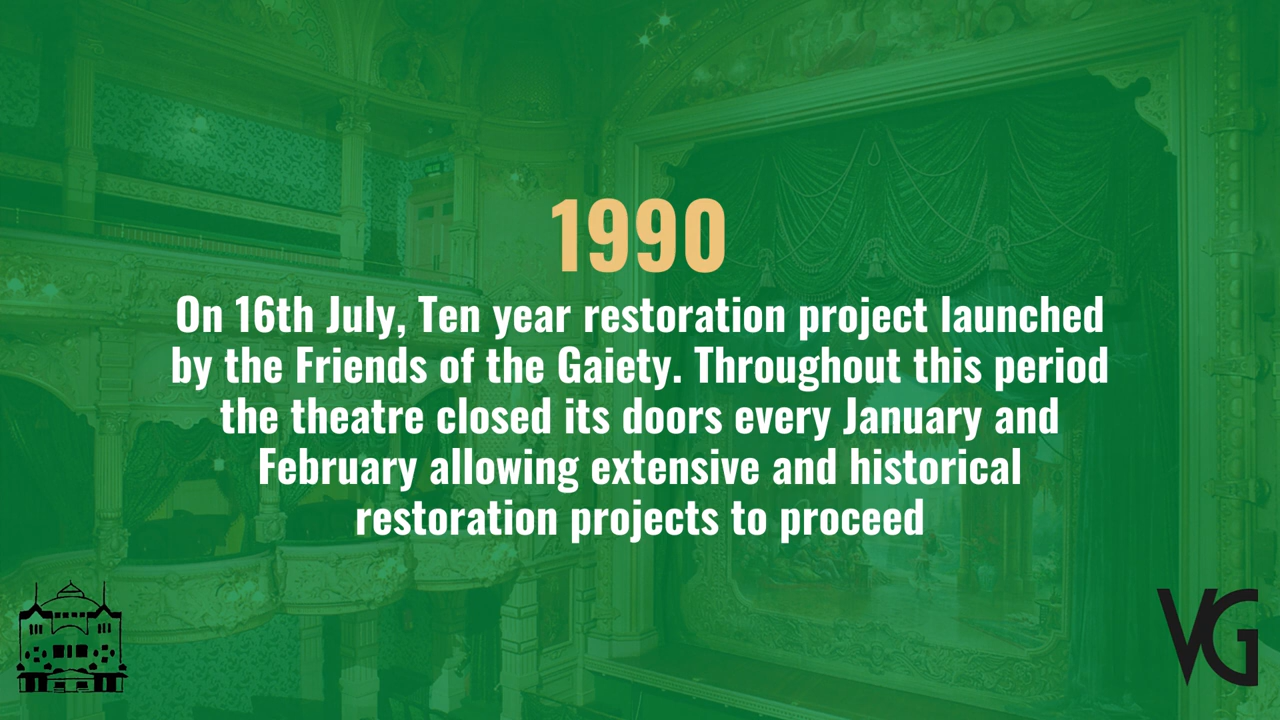 1990
On 16th July, Ten year restoration project launched
by the Friends of the Gaiety. Throughout this period
the theatre closed its doors every January and
February allowing extensive and historical
restoration projects to proceed
VG